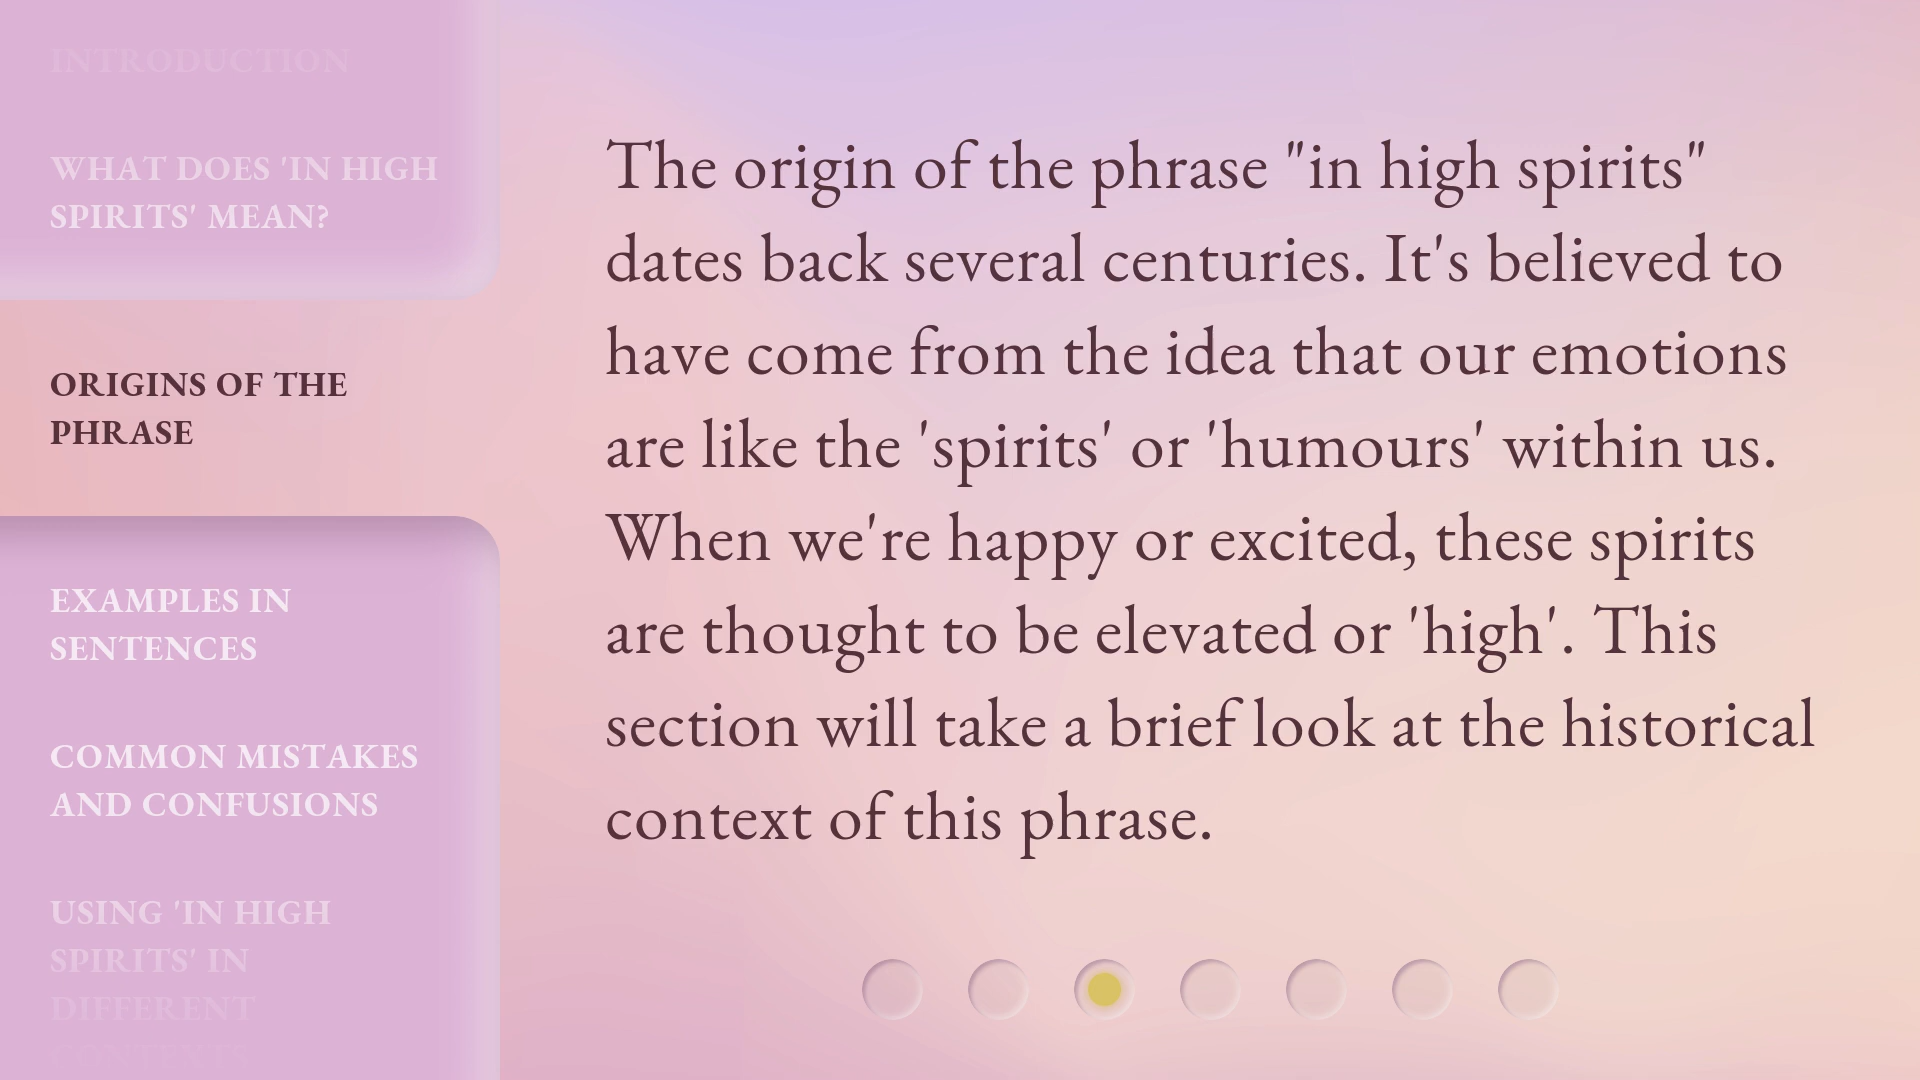 INTRODUCTION
WHAT DOES 'IN HIGH
SPIRITS' MEAN?
ORIGINS OF THE
PHRASE
EXAMPLES IN
SENTENCES
COMMON MISTAKES
AND CONFUSIONS
USING 'IN HIGH
SPIRITS' IN
DIFFERENT
The origin of the phrase "in high spirits"
dates back several centuries. It's believed to
have come from the idea that our emotions
are like the 'spirits' or 'humours' within us.
When we're happy or excited, these spirits
are thought to be elevated or 'high'. This
section will take a brief look at the historical
context of this phrase.